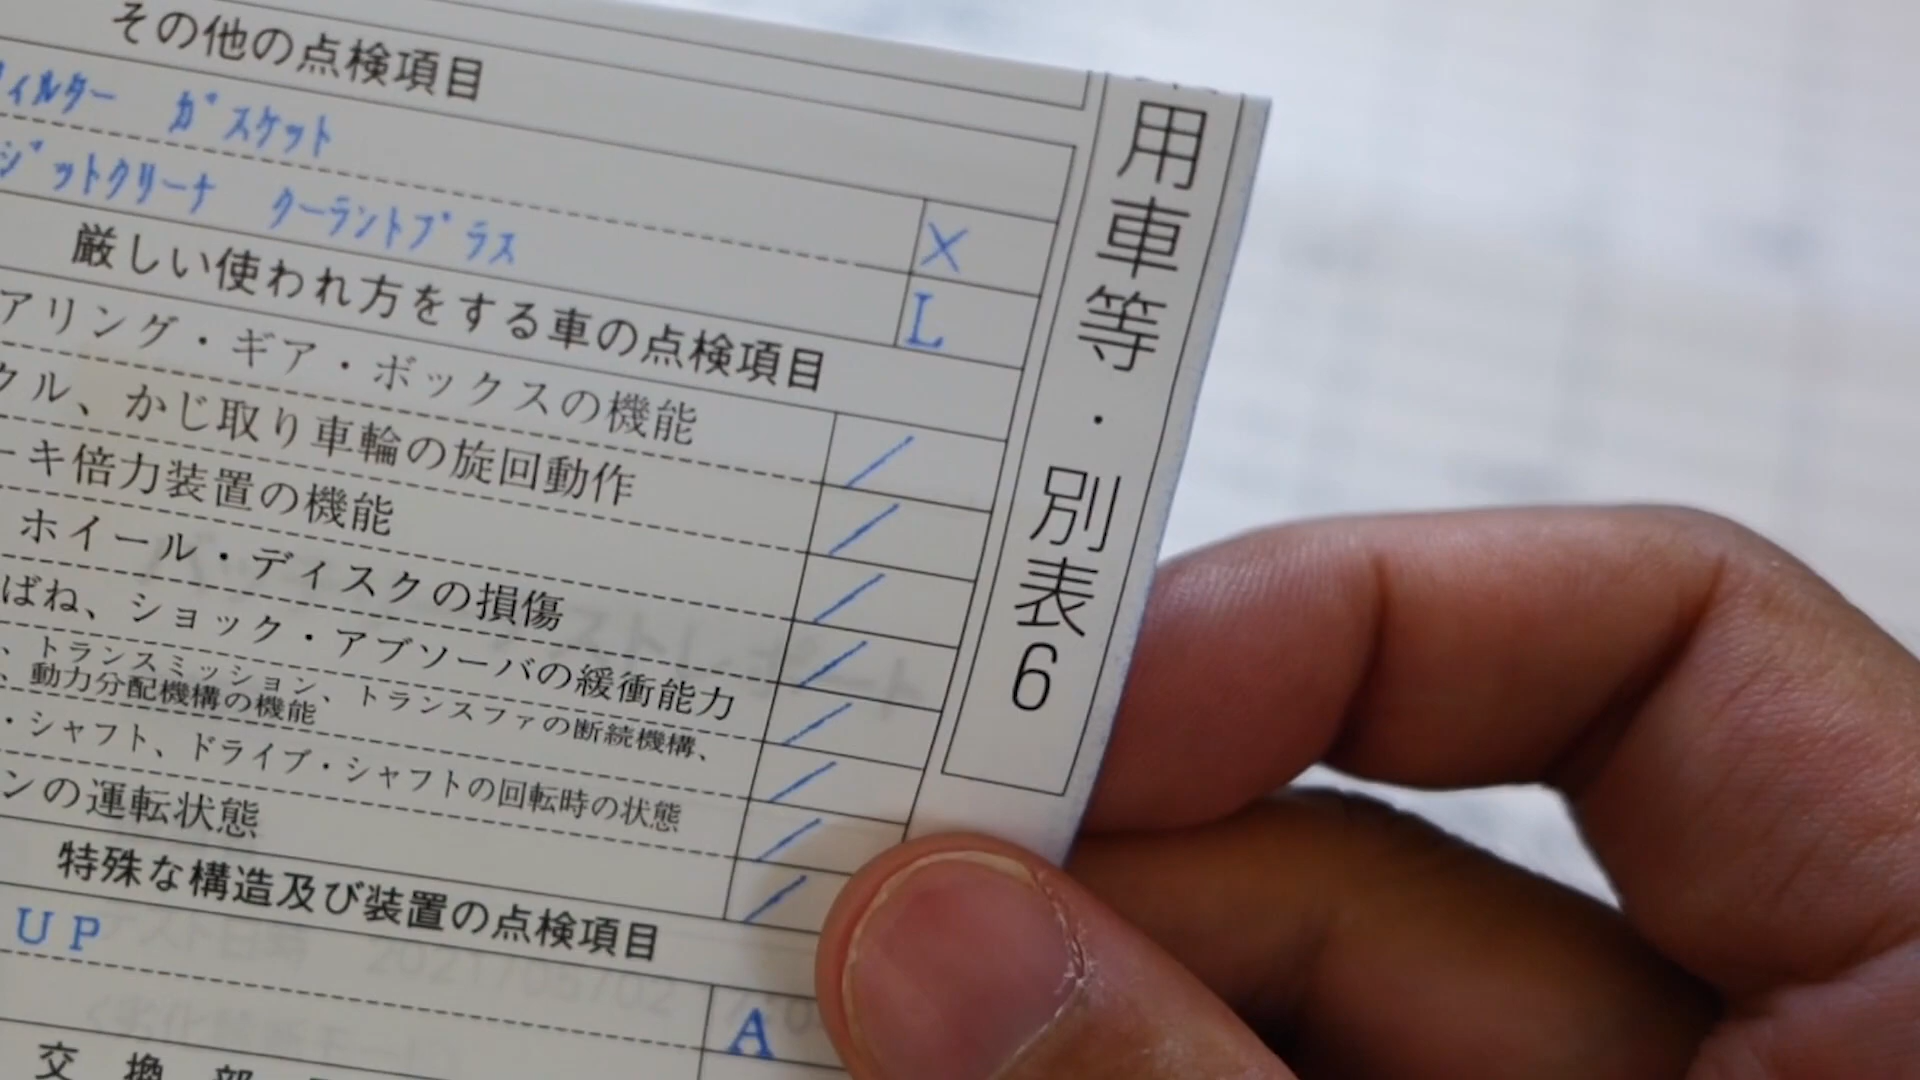 その他の点検項目
ィルター ガスケット
X
ジットクリーナ クーラントプラス
L
厳しい使われ方をする車の点検項目
アリング・ギア・ボックスの機能
クル、かじ取り車輪の旋回動作
ーキ倍力装置の機能
ホイール・ディスクの損傷
ばね、ショック・アブソーバの緩衝能力
、トランスミッション、トランスファの断続機構、
、動力分配機構の機能
・シャフト、ドライブ・シャフトの回転時の状態
ンの運転状態
特殊な構造及び装置の点検項目
UP
A
交換部
用車等・別表6